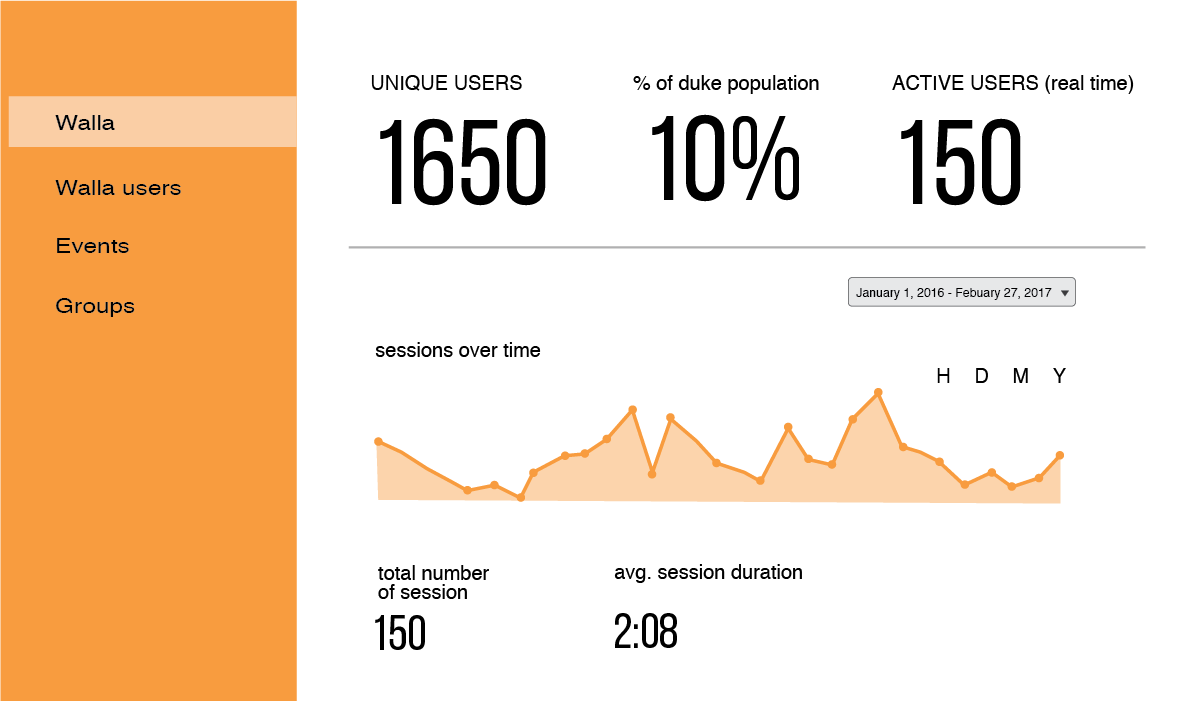 Walla
Walla users
Events
Groups
UNIQUE USERS
1650
% of duke population
10%
ACTIVE USERS (real time)
150
January 1, 2016 - Febuary 27, 2017
sessions over time
H D M Y
total number
of session
150
avg. session duration
2:08